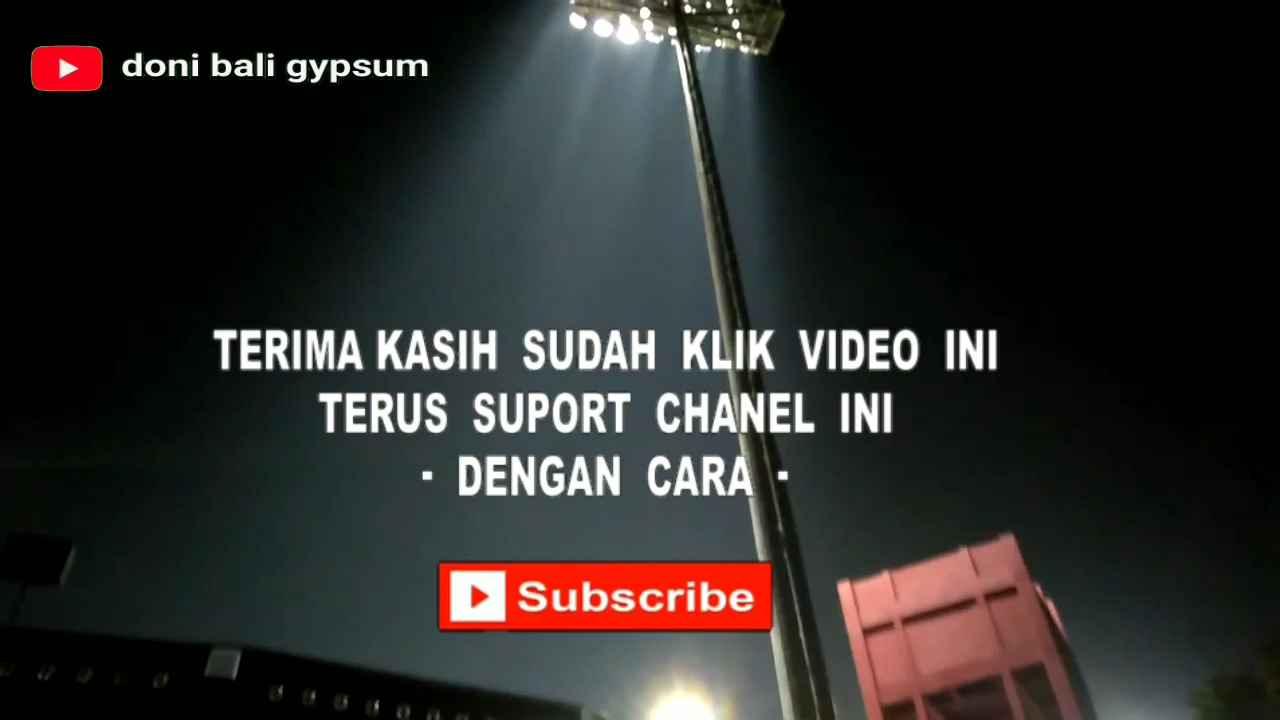 doni bali gypsum
TERIMA KASIH SUDAH KLIK VIDEO INI
TERUS SUPORT CHANEL INI
- DENGAN CARA -
Subscribe